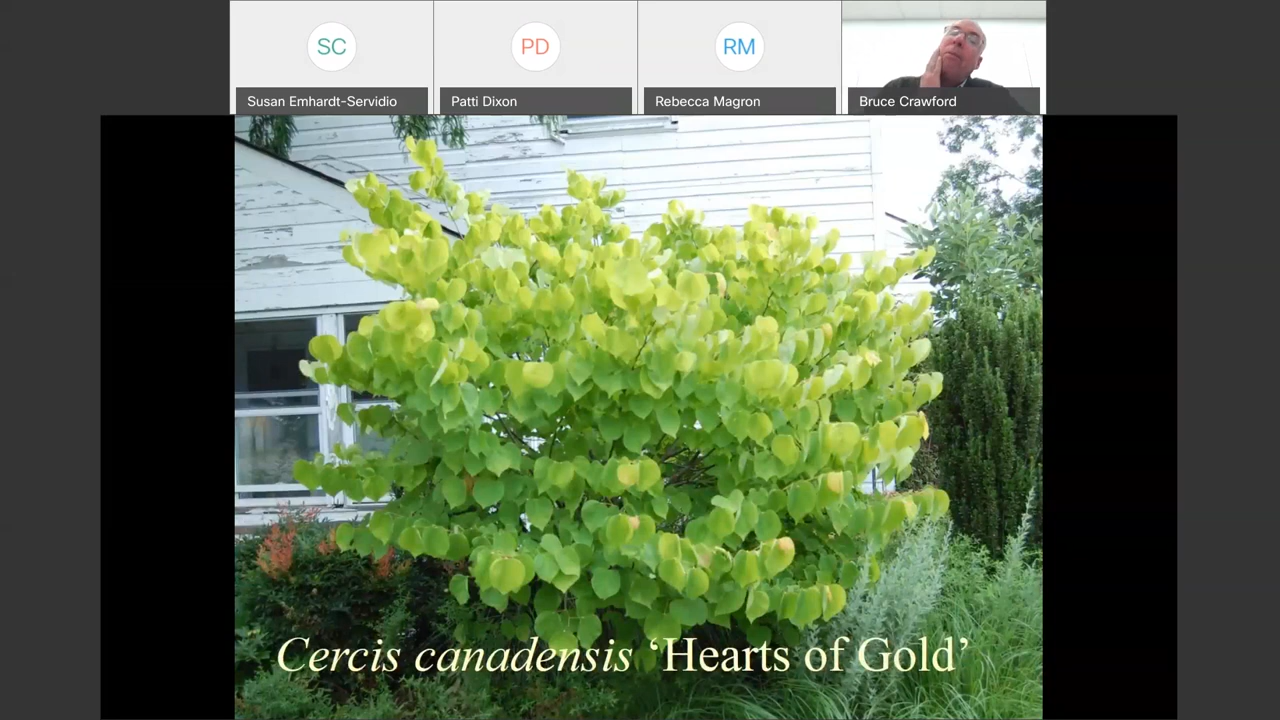 SC
PD
RM
Susan Emhardt-Servidio
Patti Dixon
Rebecca Magron
Bruce Crawford
Cercis canadensis ‘Hearts of Gold’